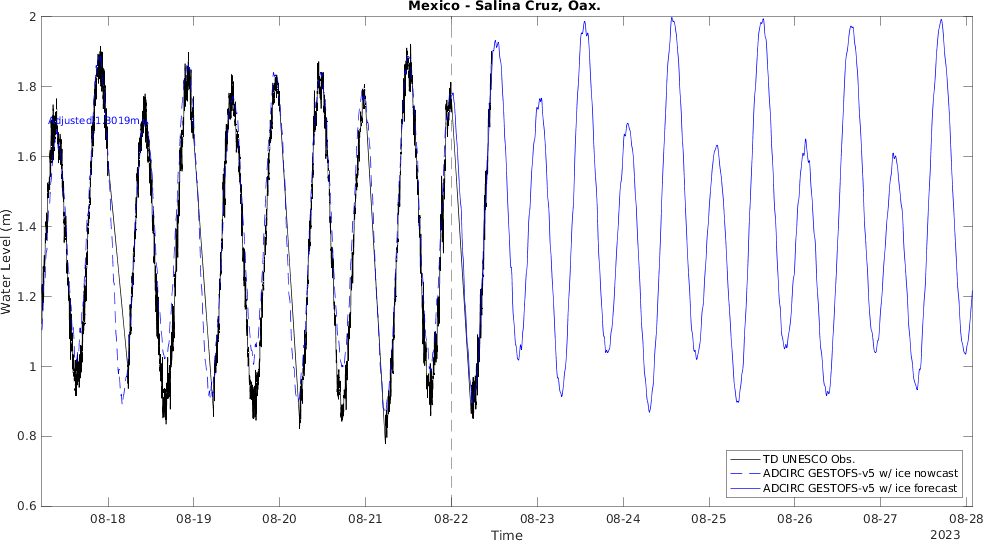 Mexico - Salina Cruz, Oax.
2
1.8
1.6
1.4
1.2
1
0.8
0.6
Water Level (m)
Adjusted 1.3019m
TD UNESCO Obs.
ADCIRC GESTOFS-v5 w/ ice nowcast
ADCIRC GESTOFS-v5 w/ ice forecast
08-18 08-19 08-20 08-21 08-22 08-23 08-24 08-25 08-26 08-27 08-28
Time
2023